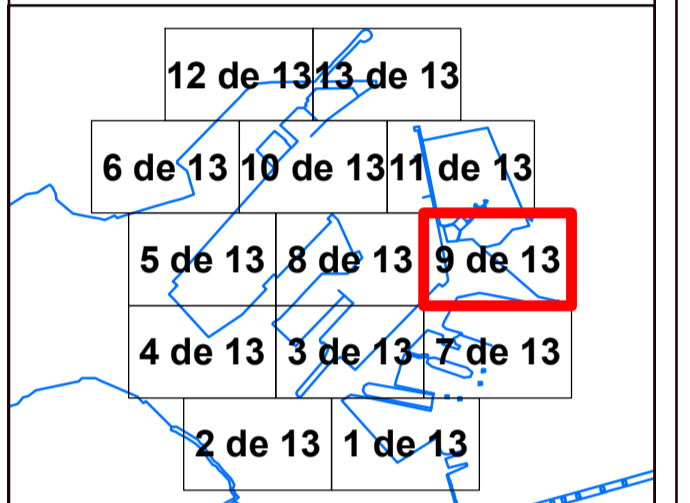 12 de 13 13 de 13
6 de 13 10 de 13 11 de 13
5 de 13 8 de 13 9 de 13
4 de 13 3 de 13 7 de 13
2 de 13 1 de 13